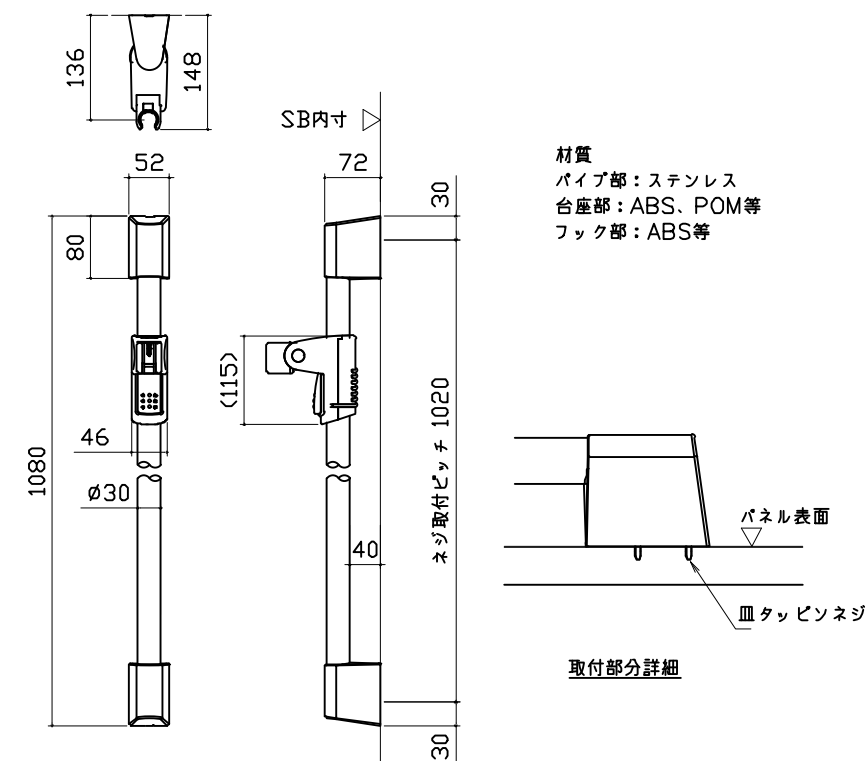 136
148
SB内寸
52
72
30
80
材質
パイプ部：ステンレス
台座部：ABS、POM等
フック部：ABS等
(115)
ネジ取付ピッチ 1020
46
1080
ø30
40
パネル表面
皿タッピンネジ
取付部分詳細
30